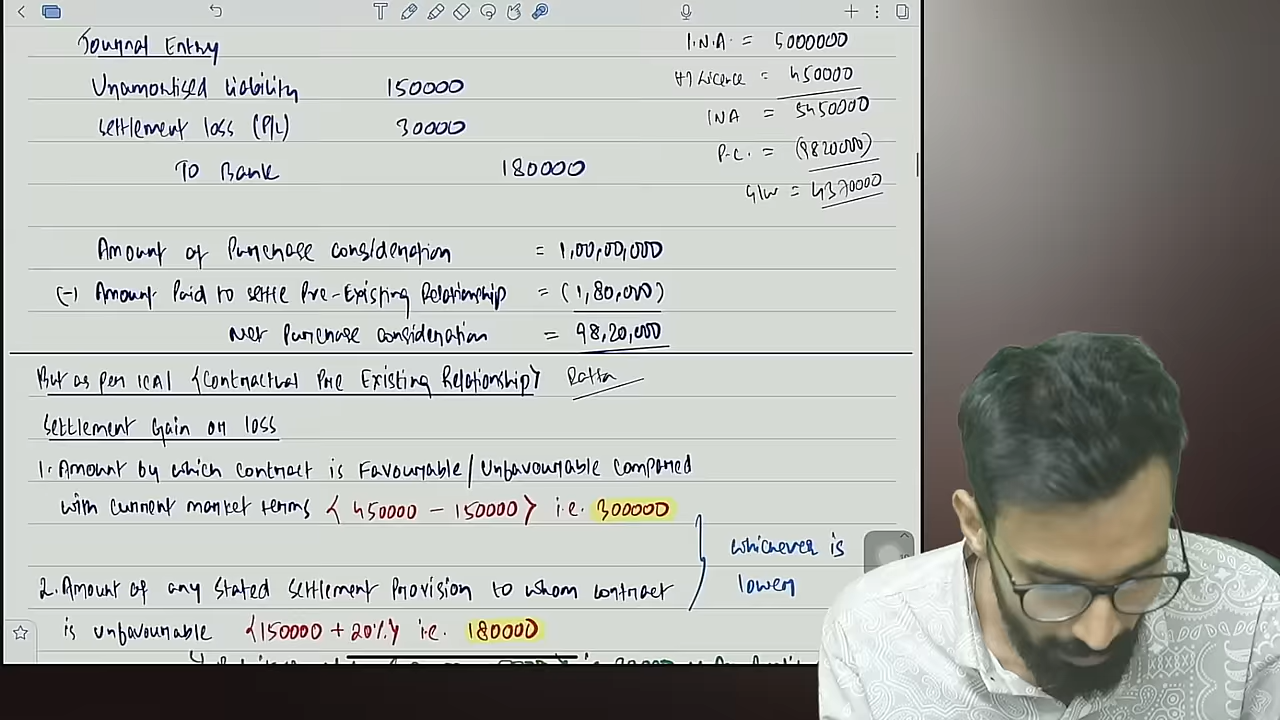 Journal Entry
Unamortised liability 150000
Settlement loss (P/L) 30000
To Bank 180000
I.N.A. = 5000000
licence = 450000
INA = 5450000
P.C. = (9820000)
G/W = 4370000
Amount of Purchase consideration = 1,00,00,000
(-) Amount Paid to settle Pre-Existing Relationship = (1,80,000)
Net Purchase consideration = 98,20,000
But as per ICAI {Contractual Pre Existing Relationship} Ratta
Settlement Gain or loss
1. Amount by which contract is Favourable/Unfavourable compared
with current market terms {450000 - 150000} i.e. 300000
2. Amount of any stated settlement Provision to whom contract
is unfavourable {150000 + 20%} i.e. 180000
whichever is
lower